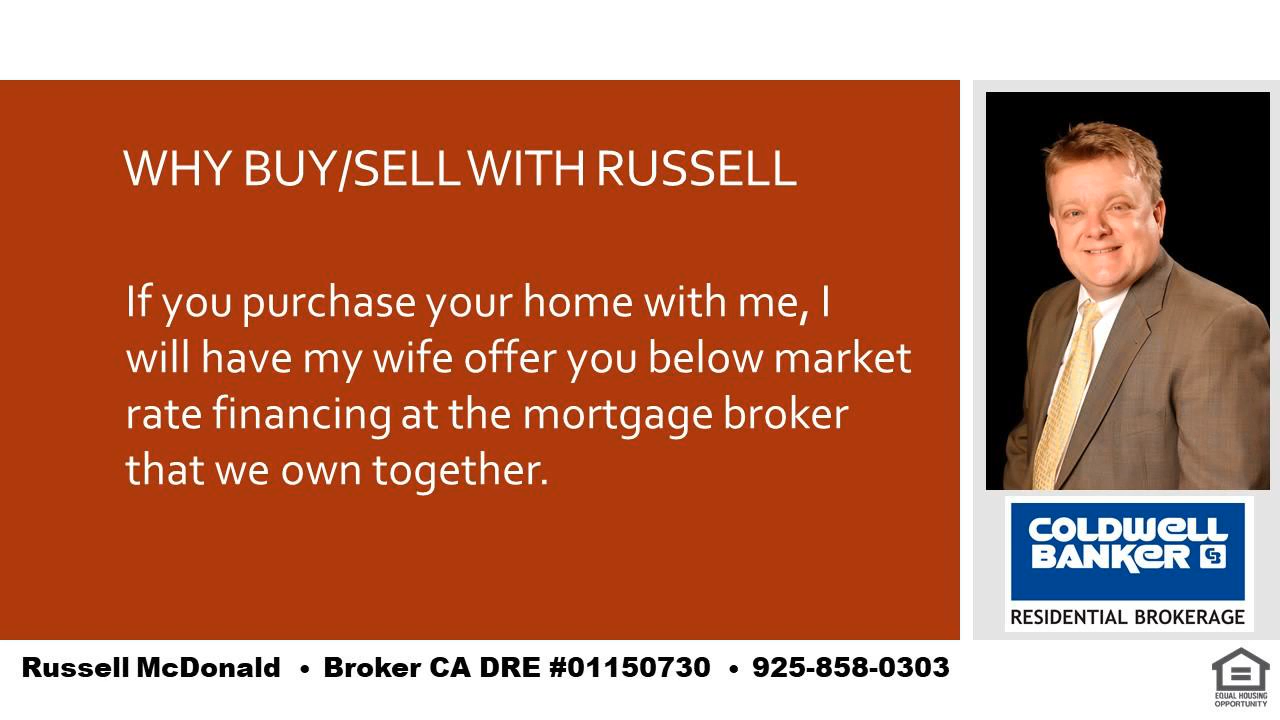 WHY BUY/SELL WITH RUSSELL
If you purchase your home with me, I
will have my wife offer you below market
rate financing at the mortgage broker
that we own together.
COLDWELL
BANKER CB
RESIDENTIAL BROKERAGE
Russell McDonald • Broker CA DRE #01150730 • 925-858-0303
EQUAL HOUSING
OPPORTUNITY